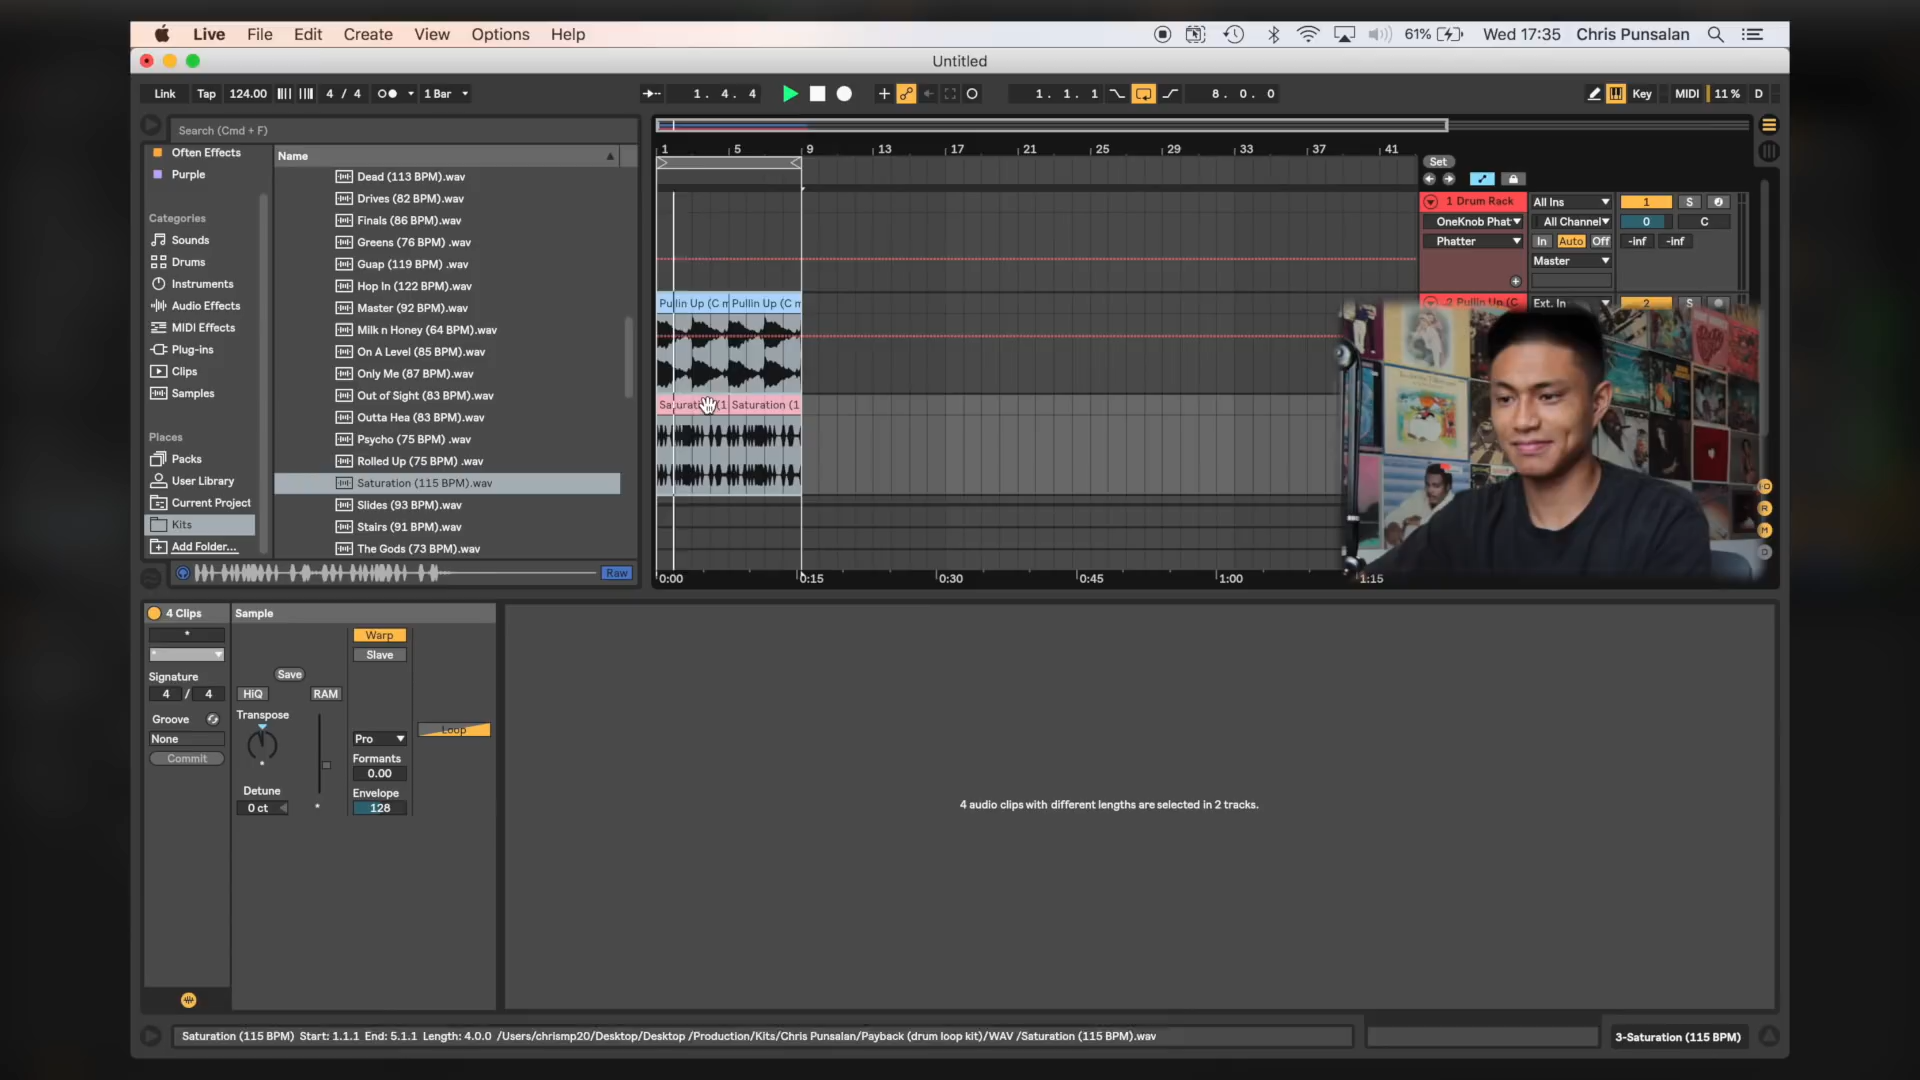 Live File Edit Create View Options Help 61% Wed 17:35 Chris Punsalan
Untitled
Link Tap 124.00 4 / 4 1 Bar 1. 4. 4 1. 1. 1 8. 0. 0 Key MIDI 11 % D
Search (Cmd + F)
Often Effects
Purple
Categories
Sounds
Drums
Instruments
Audio Effects
MIDI Effects
Plug-ins
Clips
Samples
Places
Packs
User Library
Current Project
Kits
Add Folder...
Name
Dead (113 BPM).wav
Drives (82 BPM).wav
Finals (86 BPM).wav
Greens (76 BPM) .wav
Guap (119 BPM) .wav
Hop In (122 BPM).wav
Master (92 BPM).wav
Milk n Honey (64 BPM).wav
On A Level (85 BPM).wav
Only Me (87 BPM).wav
Out of Sight (83 BPM).wav
Outta Hea (83 BPM).wav
Psycho (75 BPM) .wav
Rolled Up (75 BPM) .wav
Saturation (115 BPM).wav
Slides (93 BPM).wav
Stairs (91 BPM).wav
The Gods (73 BPM).wav
Raw
1 5 9 13 17 21 25 29 33 37 41
Set
1 Drum Rack All Ins 1 S
OneKnob Phat All Channel 0 C
Phatter In Auto Off -inf -inf
Master
2 Pullin Up (C Ext. In 2 S
Pullin Up (C m Pullin Up (C m
(1 Saturation (1
0:00 0:15 0:30 0:45 1:00 1:15
4 Clips
*
*
Signature
4 / 4
Groove
None
Commit
Sample
Warp
Slave
Save
HiQ RAM
Transpose
Loop
Pro
Formants
0.00
Detune
Envelope
0 ct * 128
4 audio clips with different lengths are selected in 2 tracks.
Saturation (115 BPM) Start: 1.1.1 End: 5.1.1 Length: 4.0.0 /Users/chrismp20/Desktop/Desktop /Production/Kits/Chris Punsalan/Payback (drum loop kit)/WAV /Saturation (115 BPM).wav
3-Saturation (115 BPM)